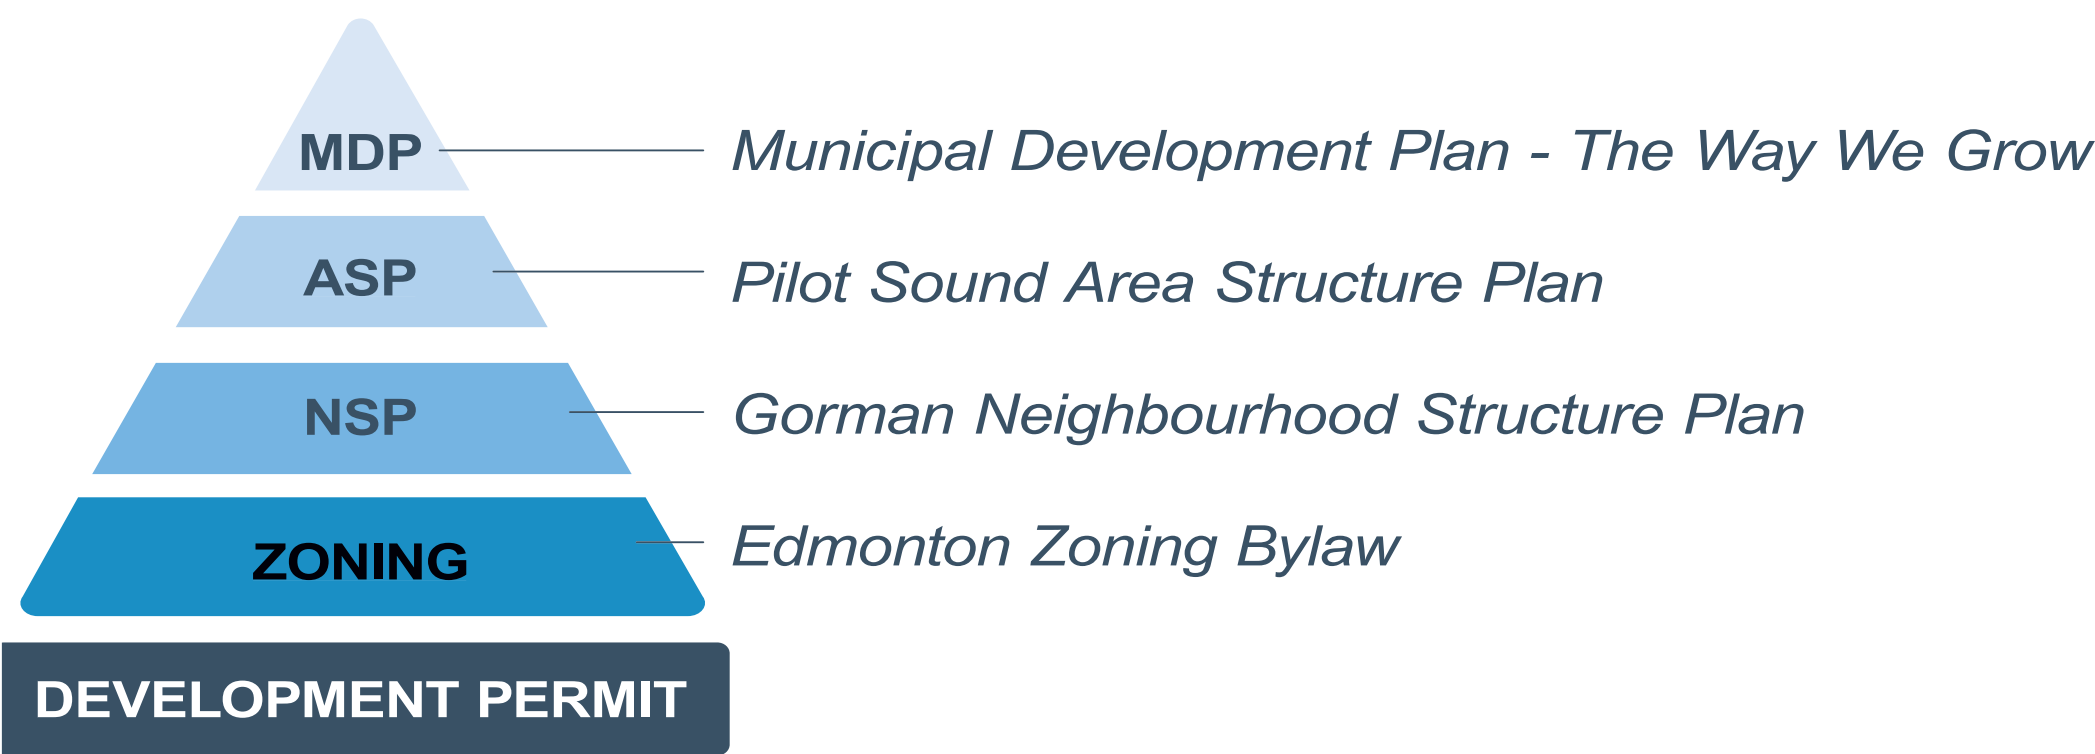 MDP
Municipal Development Plan - The Way We Grow
ASP
Pilot Sound Area Structure Plan
NSP
Gorman Neighbourhood Structure Plan
ZONING
Edmonton Zoning Bylaw
DEVELOPMENT PERMIT